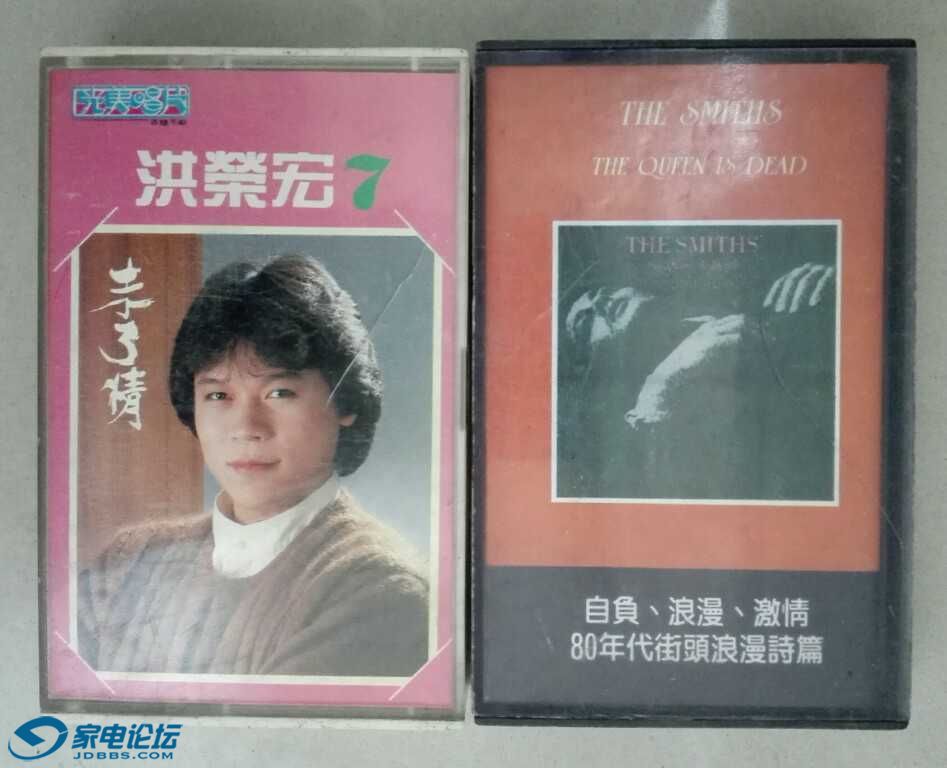 光美唱片
洪榮宏7
未了情
THE SMITHS
THE QUEEN IS DEAD
THE SMITHS
自負、浪漫、激情
80年代街頭浪漫詩篇
家电论坛
JDBBS.COM